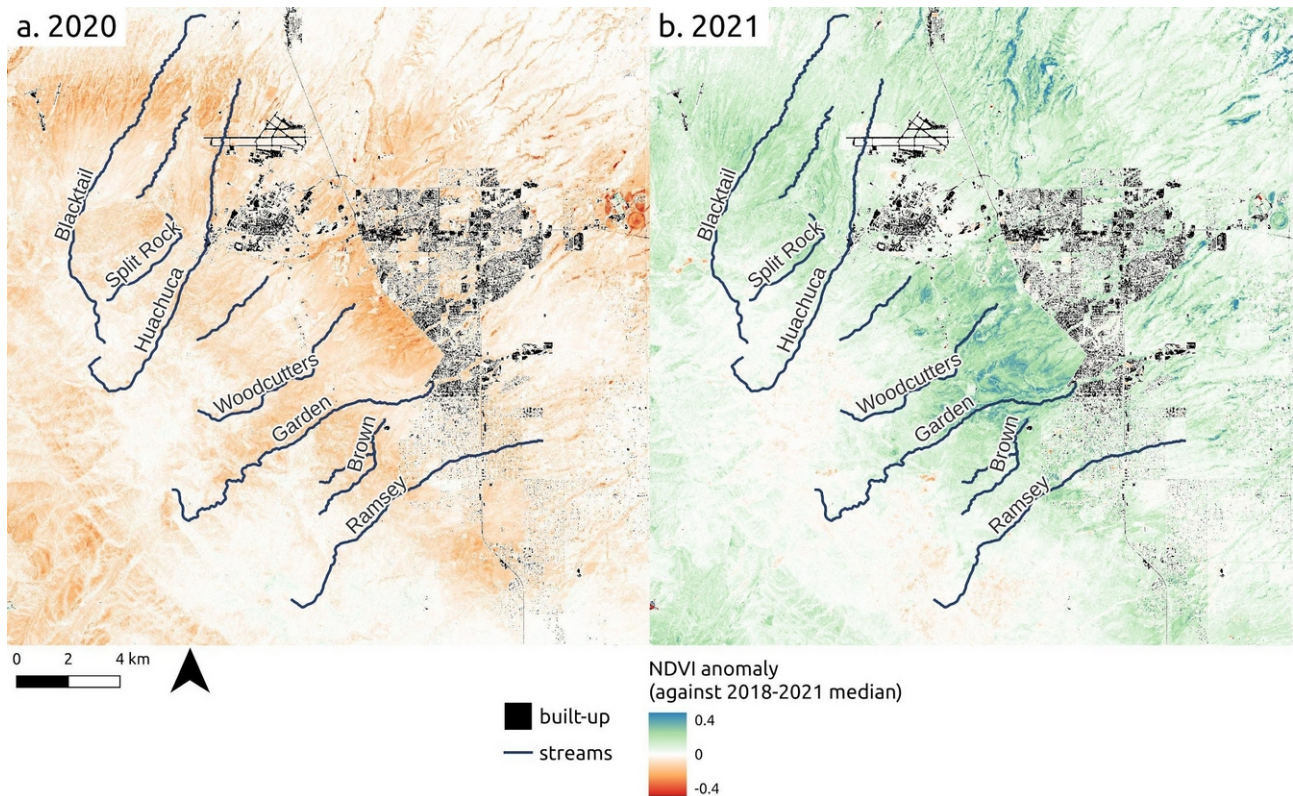 a. 2020
b. 2021
Blacktail
Split Rock
Huachuca
Woodcutters
Garden
Brown
Ramsey
Blacktail
Split Rock
Huachuca
Woodcutters
Garden
Brown
Ramsey
0 2 4 km
built-up
streams
NDVI anomaly
(against 2018-2021 median)
0.4
0
-0.4